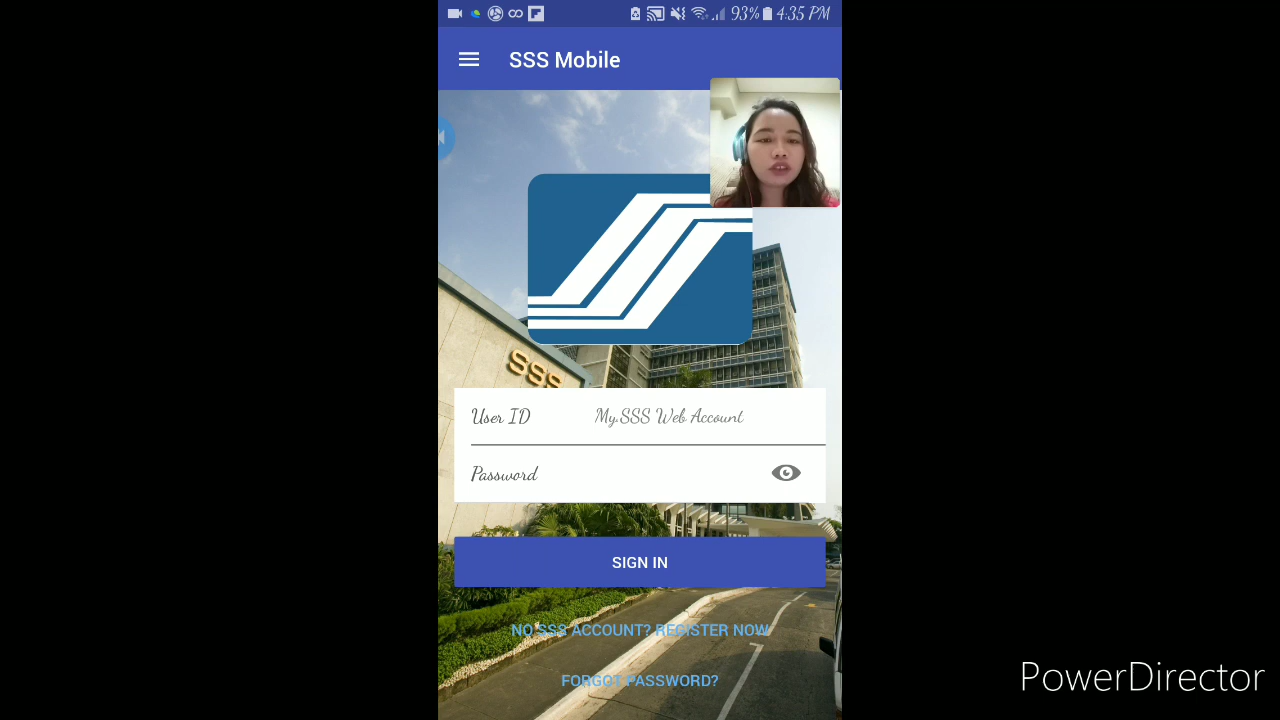 93% 4:35 PM
SSS Mobile
SSS
User ID My.SSS Web Account
Password
SIGN IN
NO SSS ACCOUNT? REGISTER NOW
FORGOT PASSWORD?
PowerDirector